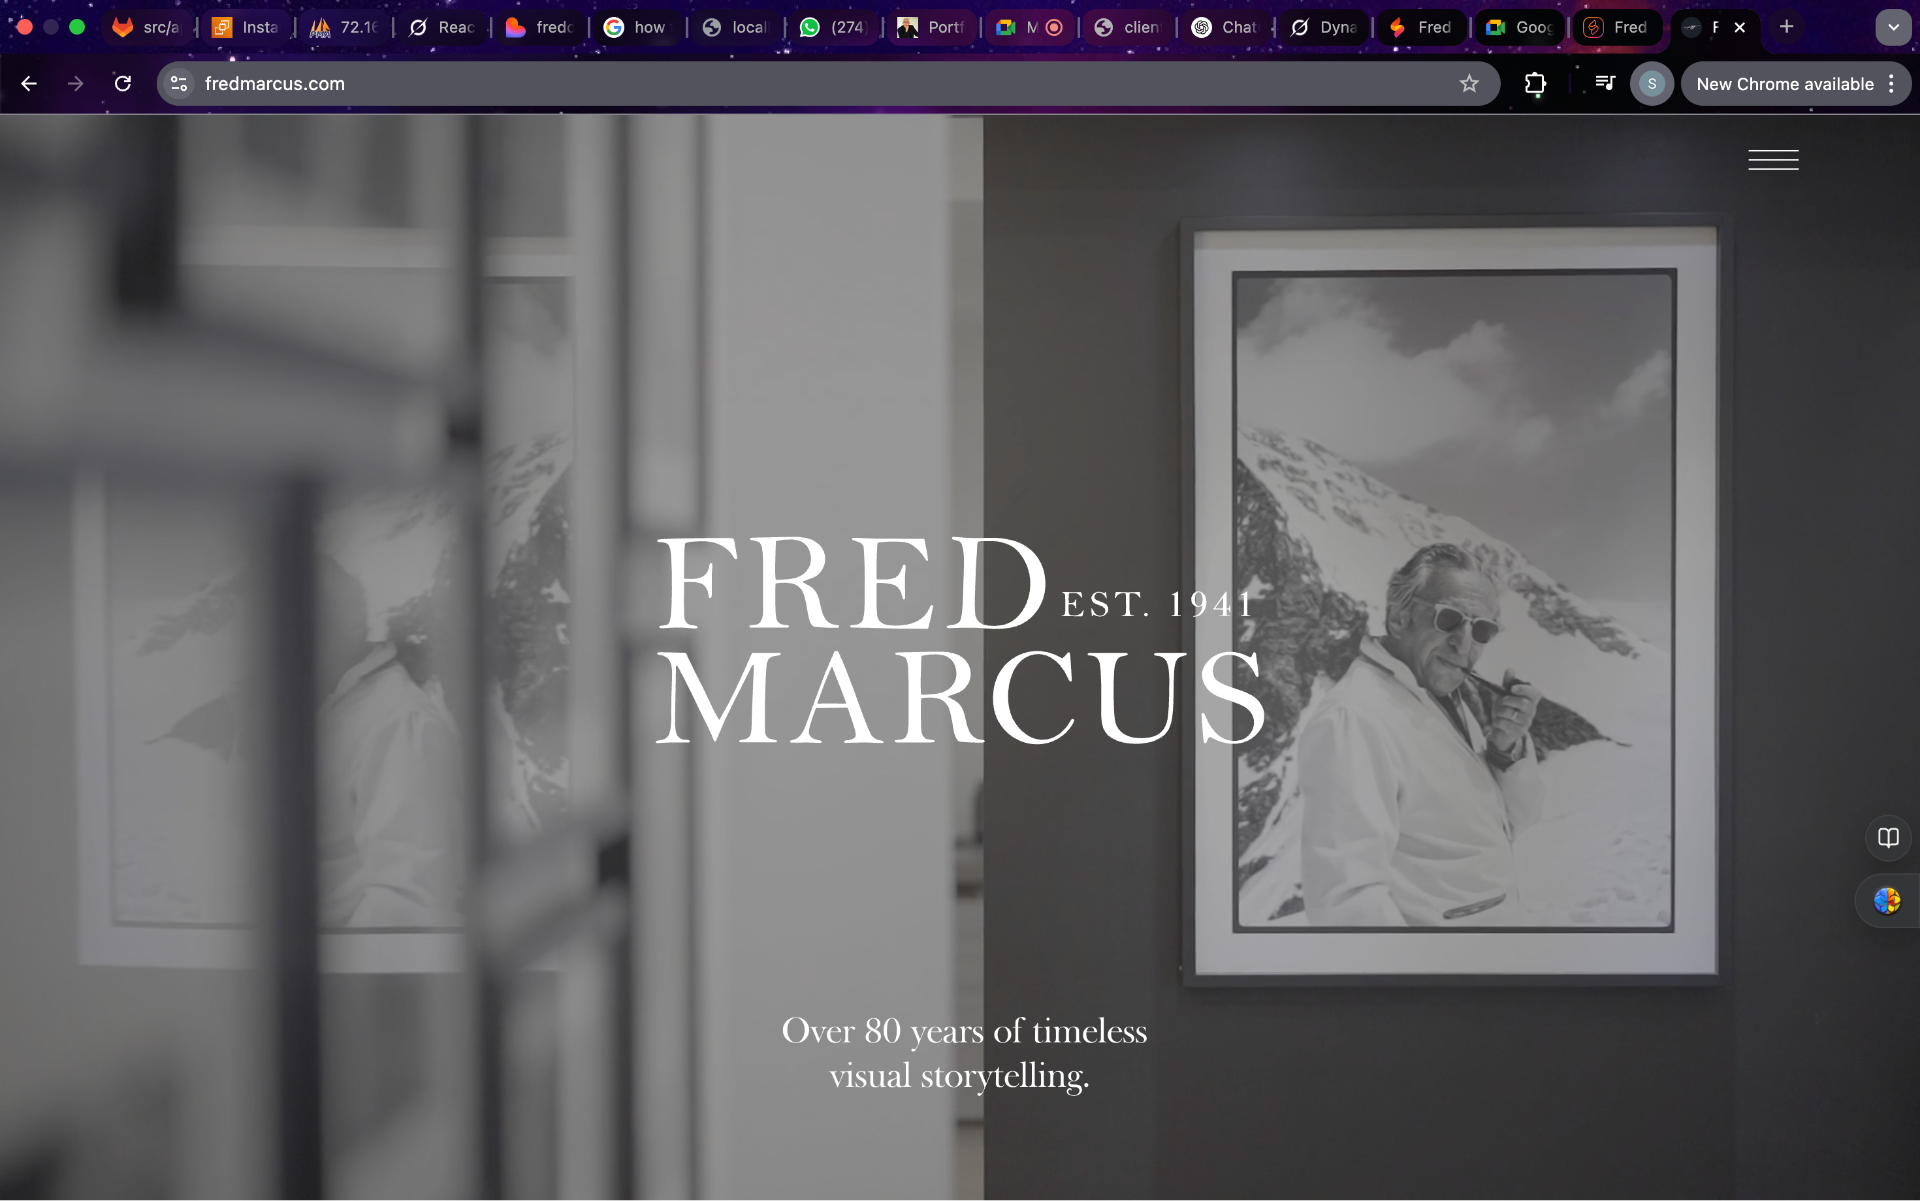 src/a
Insta
72.16
Reac
fredc
how
local
(274)
Portf
M
clien
Chat
Dyna
Fred
Goog
Fred
F
fredmarcus.com
S
New Chrome available
FRED EST. 1941
MARCUS
Over 80 years of timeless
visual storytelling.